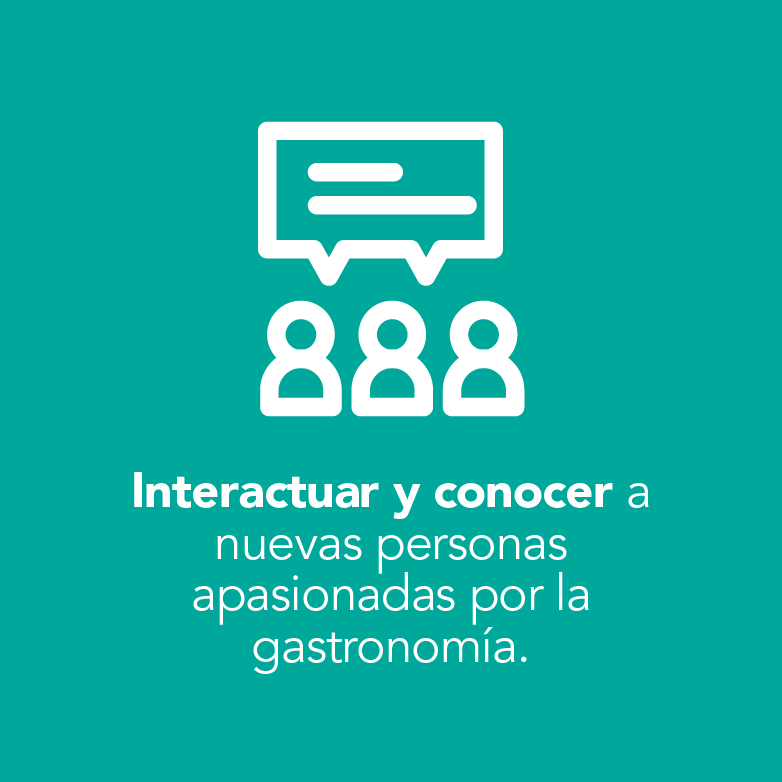 Interactuar y conocer a
nuevas personas
apasionadas por la
gastronomía.